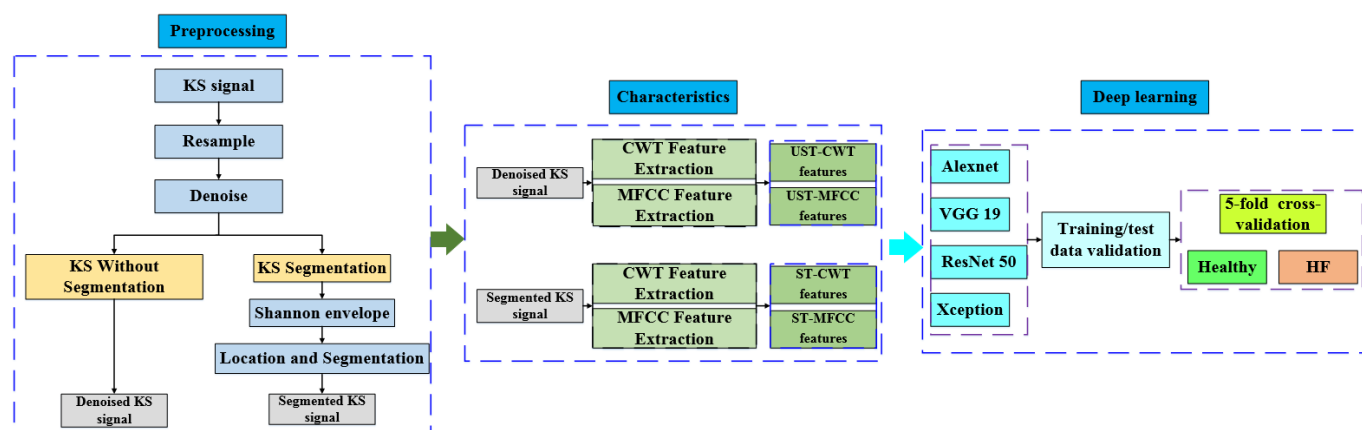 Preprocessing
KS signal
Resample
Denoise
KS Without
Segmentation
KS Segmentation
Shannon envelope
Location and Segmentation
Denoised KS
signal
Segmented KS
signal
Characteristics
Denoised KS
signal
CWT Feature
Extraction
MFCC Feature
Extraction
UST-CWT
features
UST-MFCC
features
Segmented KS
signal
CWT Feature
Extraction
MFCC Feature
Extraction
ST-CWT
features
ST-MFCC
features
Deep learning
Alexnet
VGG 19
ResNet 50
Xception
Training/test
data validation
5-fold cross-
validation
Healthy
HF